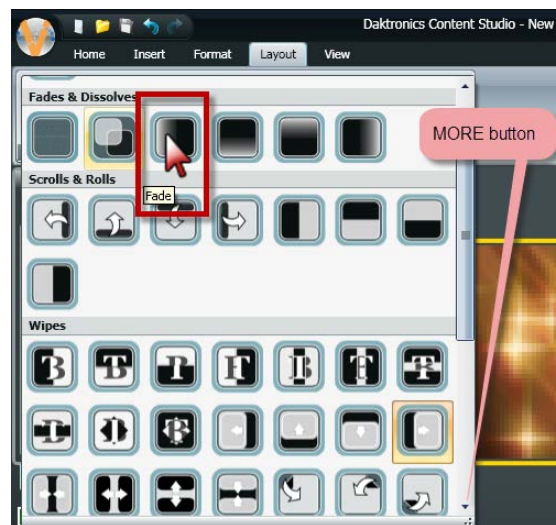 Daktronics Content Studio - New
Home Insert Format Layout View
Fades & Dissolves
MORE button
Fade
Scrolls & Rolls
Wipes